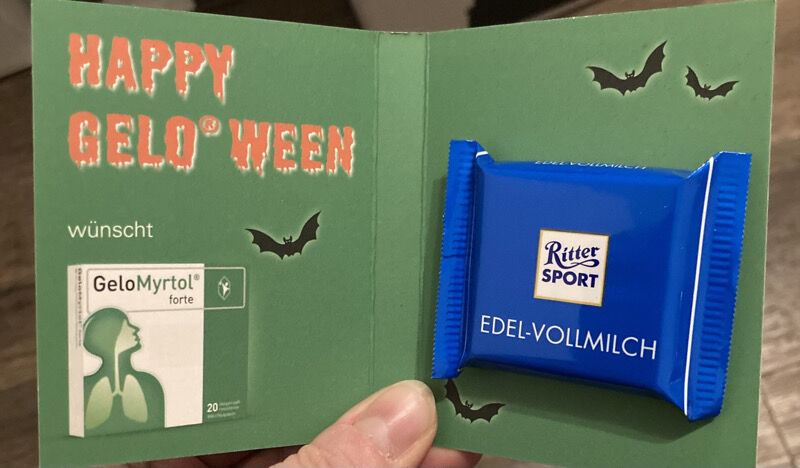 HAPPY
GELO® WEEN
wünscht
GeloMyrtol®
forte
20
EDEL-VOLLMILCH
Ritter
SPORT
EDEL-VOLLMILCH